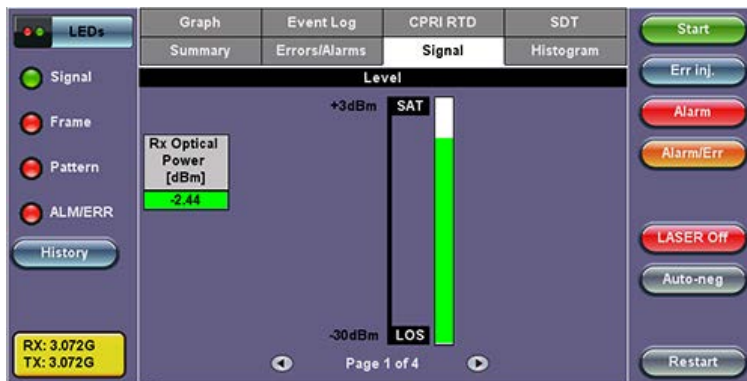 LEDs
Signal
Frame
Pattern
ALM/ERR
History
RX: 3.072G
TX: 3.072G
Graph
Event Log
CPRI RTD
SDT
Summary
Errors/Alarms
Signal
Histogram
Level
+3dBm
SAT
Rx Optical
Power
[dBm]
-2.44
-30dBm
LOS
Page 1 of 4
Start
Err inj.
Alarm
Alarm/Err
LASER Off
Auto-neg
Restart